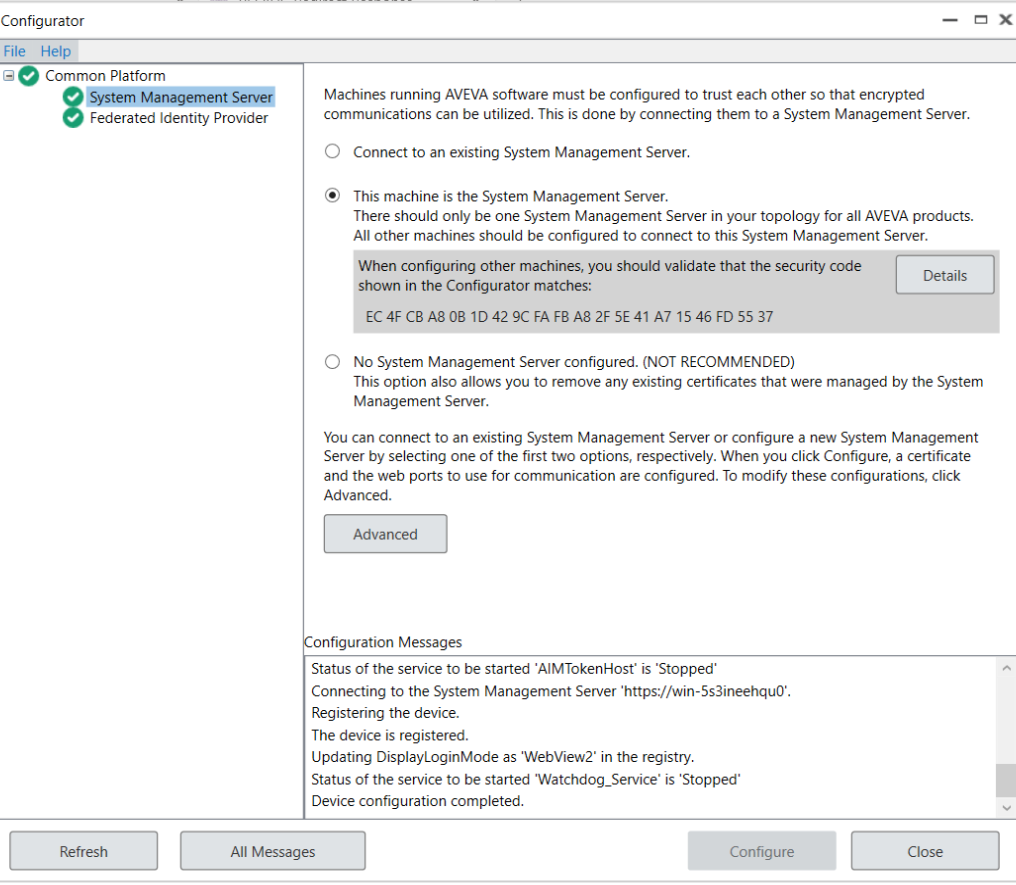 Configurator
File Help
Common Platform
System Management Server
Federated Identity Provider
Machines running AVEVA software must be configured to trust each other so that encrypted
communications can be utilized. This is done by connecting them to a System Management Server.
Connect to an existing System Management Server.
This machine is the System Management Server.
There should only be one System Management Server in your topology for all AVEVA products.
All other machines should be configured to connect to this System Management Server.
When configuring other machines, you should validate that the security code
shown in the Configurator matches:
Details
EC 4F CB A8 0B 1D 42 9C FA FB A8 2F 5E 41 A7 15 46 FD 55 37
No System Management Server configured. (NOT RECOMMENDED)
This option also allows you to remove any existing certificates that were managed by the System
Management Server.
You can connect to an existing System Management Server or configure a new System Management
Server by selecting one of the first two options, respectively. When you click Configure, a certificate
and the web ports to use for communication are configured. To modify these configurations, click
Advanced.
Advanced
Configuration Messages
Status of the service to be started 'AIMTokenHost' is 'Stopped'
Connecting to the System Management Server 'https://win-5s3ineehqu0'.
Registering the device.
The device is registered.
Updating DisplayLoginMode as 'WebView2' in the registry.
Status of the service to be started 'Watchdog_Service' is 'Stopped'
Device configuration completed.
Refresh All Messages Configure Close